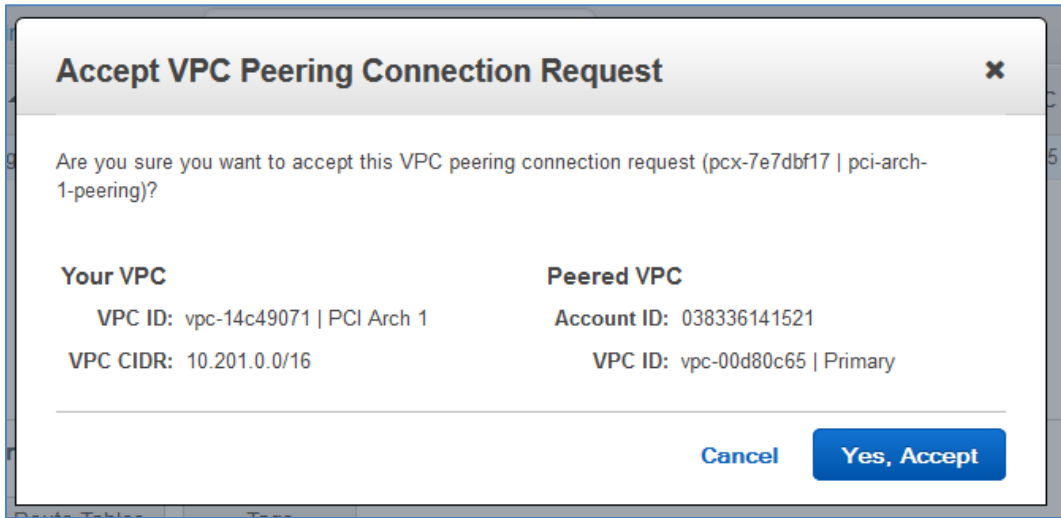 Accept VPC Peering Connection Request
Are you sure you want to accept this VPC peering connection request (pcx-7e7dbf17 | pci-arch-
1-peering)?
Your VPC
VPC ID: vpc-14c49071 | PCI Arch 1
VPC CIDR: 10.201.0.0/16
Peered VPC
Account ID: 038336141521
VPC ID: vpc-00d80c65 | Primary
Cancel
Yes, Accept